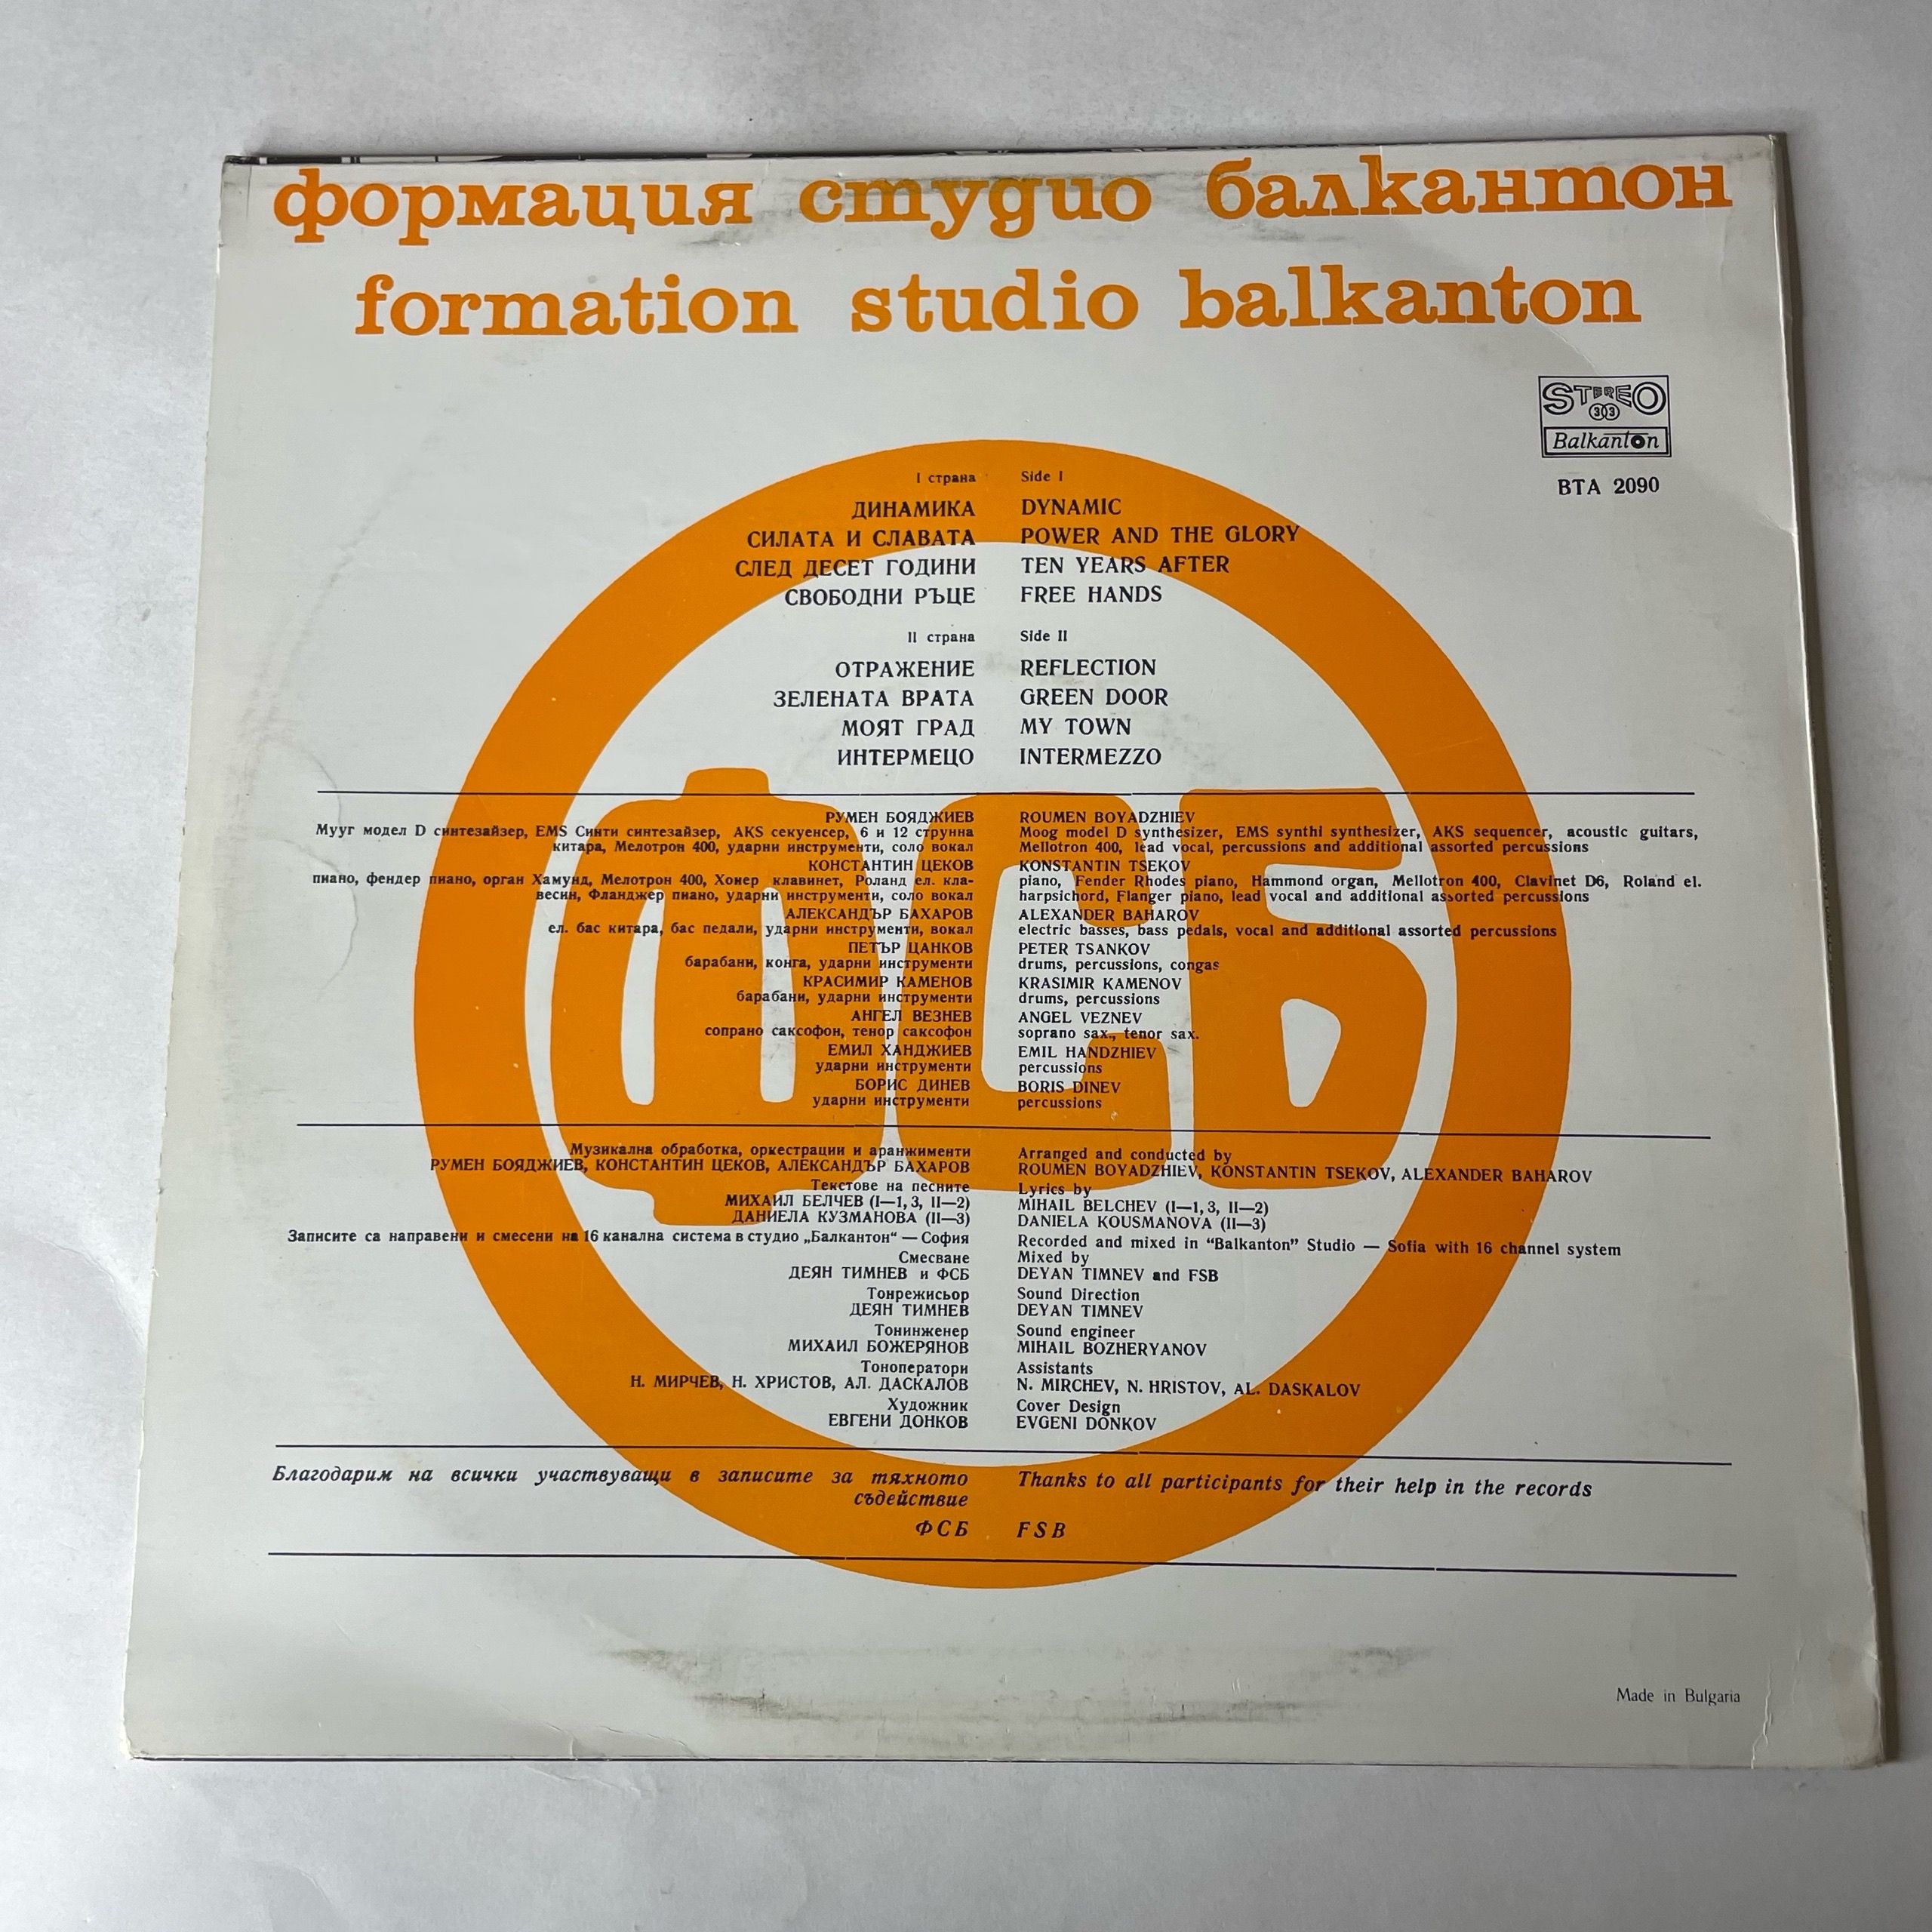 формация студио балкантон
formation studio balkanton
STEREO
33
Balkanton
ВТА 2090
I страна Side I
ДИНАМИКА DYNAMIC
СИЛАТА И СЛАВАТА POWER AND THE GLORY
СЛЕД ДЕСЕТ ГОДИНИ TEN YEARS AFTER
СВОБОДНИ РЪЦЕ FREE HANDS
II страна Side II
ОТРАЖЕНИЕ REFLECTION
ЗЕЛЕНАТА ВРАТА GREEN DOOR
МОЯТ ГРАД MY TOWN
ИНТЕРМЕЦО INTERMEZZO
ФСБ
РУМЕН БОЯДЖИЕВ ROUMEN BOYADZHIEV
Мууг модел D синтезайзер, EMS Синти синтезайзер, AKS секуенсер, 6 и 12 струнна Moog model D synthesizer, EMS synthi synthesizer, AKS sequencer, acoustic guitars,
китара, Мелотрон 400, ударни инструменти, соло вокал Mellotron 400, lead vocal, percussions and additional assorted percussions
КОНСТАНТИН ЦЕКОВ KONSTANTIN TSEKOV
пиано, фендер пиано, орган Хамунд, Мелотрон 400, Хонер клавинет, Роланд ел. кла- piano, Fender Rhodes piano, Hammond organ, Mellotron 400, Clavinet D6, Roland el.
весин, Фланджер пиано, ударни инструменти, соло вокал harpsichord, Flanger piano, lead vocal and additional assorted percussions
АЛЕКСАНДЪР БАХАРОВ ALEXANDER BAHAROV
ел. бас китара, бас педали, ударни инструменти, вокал electric basses, bass pedals, vocal and additional assorted percussions
ПЕТЪР ЦАНКОВ PETER TSANKOV
барабани, конга, ударни инструменти drums, percussions, congas
КРАСИМИР КАМЕНОВ KRASIMIR KAMENOV
барабани, ударни инструменти drums, percussions
АНГЕЛ ВЕЗНЕВ ANGEL VEZNEV
сопрано саксофон, тенор саксофон soprano sax., tenor sax.
ЕМИЛ ХАНДЖИЕВ EMIL HANDZHIEV
ударни инструменти percussions
БОРИС ДИНЕВ BORIS DINEV
ударни инструменти percussions
Музикална обработка, оркестрации и аранжименти Arranged and conducted by
РУМЕН БОЯДЖИЕВ, КОНСТАНТИН ЦЕКОВ, АЛЕКСАНДЪР БАХАРОВ ROUMEN BOYADZHIEV, KONSTANTIN TSEKOV, ALEXANDER BAHAROV
Текстове на песните Lyrics by
МИХАИЛ БЕЛЧЕВ (I—1, 3, II—2) MIHAIL BELCHEV (I—1, 3, II—2)
ДАНИЕЛА КУЗМАНОВА (II—3) DANIELA KOUSMANOVA (II—3)
Записите са направени и смесени на 16 канална система в студио „Балкантон“ — София Recorded and mixed in “Balkanton” Studio — Sofia with 16 channel system
Смесване Mixed by
ДЕЯН ТИМНЕВ и ФСБ DEYAN TIMNEV and FSB
Тонрежисьор Sound Direction
ДЕЯН ТИМНЕВ DEYAN TIMNEV
Тонинженер Sound engineer
МИХАИЛ БОЖЕРЯНОВ MIHAIL BOZHERYANOV
Тоноператори Assistants
Н. МИРЧЕВ, Н. ХРИСТОВ, АЛ. ДАСКАЛОВ N. MIRCHEV, N. HRISTOV, AL. DASKALOV
Художник Cover Design
ЕВГЕНИ ДОНКОВ EVGENI DONKOV
Благодарим на всички участвуващи в записите за тяхното Thanks to all participants for their help in the records
съдействие
ФСБ FSB
Made in Bulgaria